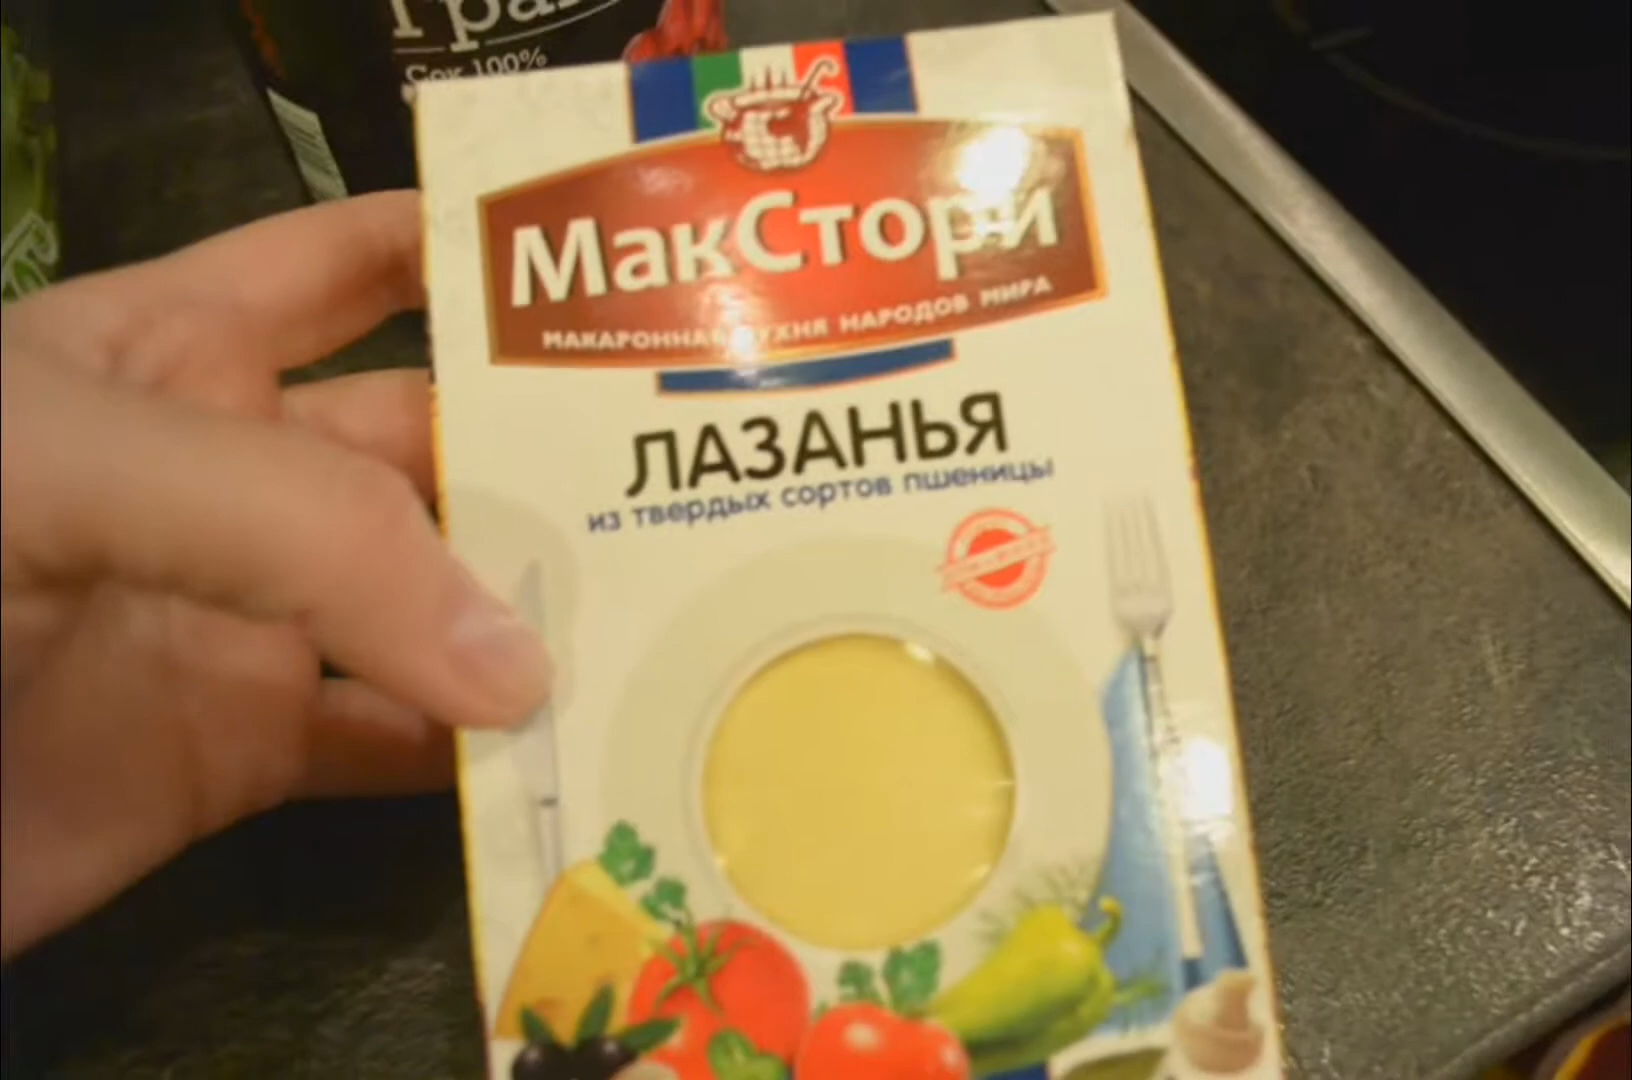 Сок 100%
МакСтори
МАКАРОННАЯ КУХНЯ НАРОДОВ МИРА
ЛАЗАНЬЯ
из твердых сортов пшеницы